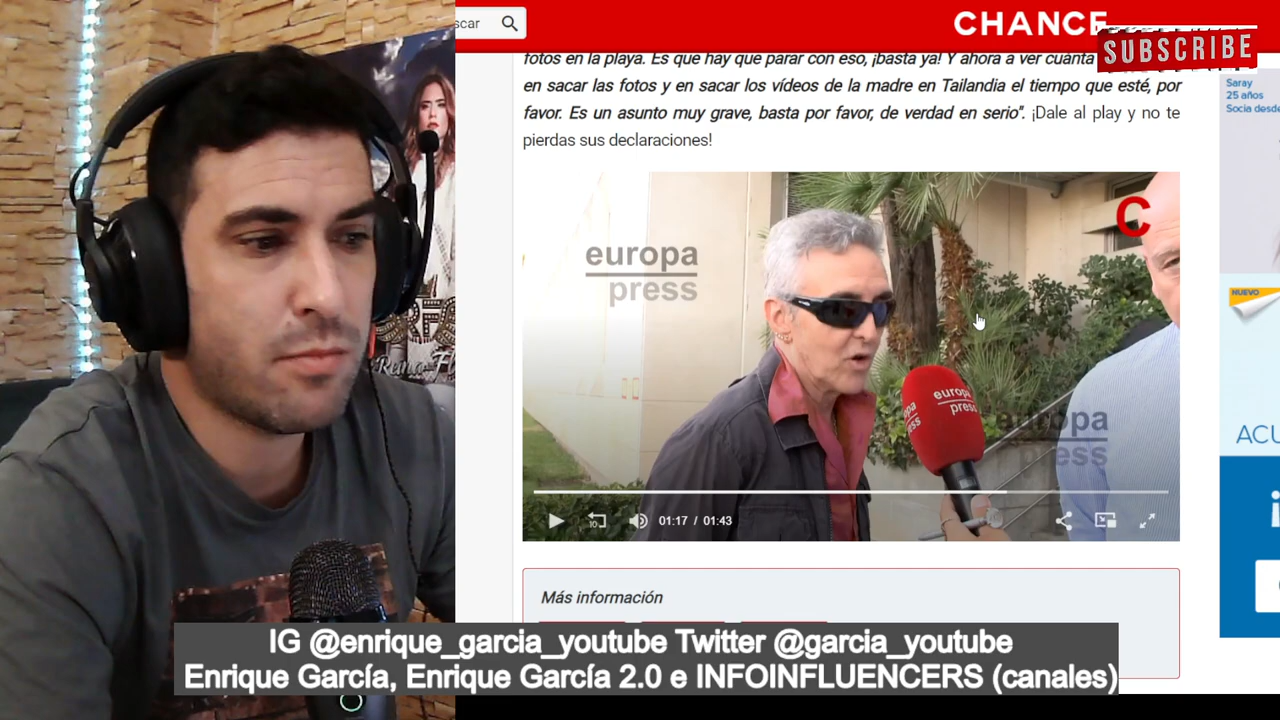 scar
CHANCE
SUBSCRIBE
fotos en la playa. Es que hay que parar con eso, ¡basta ya! Y ahora a ver cuánta
en sacar las fotos y en sacar los vídeos de la madre en Tailandia el tiempo que esté, por
favor. Es un asunto muy grave, basta por favor, de verdad en serio". ¡Dale al play y no te
pierdas sus declaraciones!
Saray
25 años
Socia desde
C
europa
press
NUEVO
europa
press
europa
press
Reina
ACU
10
01:17 / 01:43
Más información
IG @enrique_garcia_youtube Twitter @garcia_youtube
Enrique García, Enrique García 2.0 e INFOINFLUENCERS (canales)